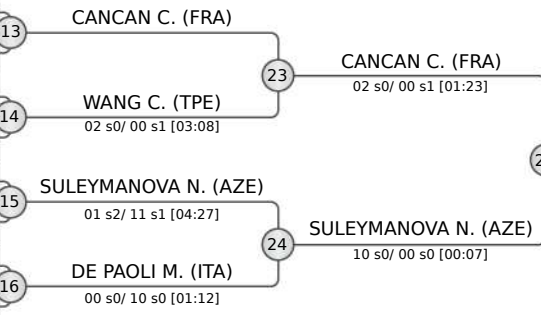 13
CANCAN C. (FRA)
23
CANCAN C. (FRA)
02 s0/ 00 s1 [01:23]
14
WANG C. (TPE)
02 s0/ 00 s1 [03:08]
15
SULEYMANOVA N. (AZE)
01 s2/ 11 s1 [04:27]
24
SULEYMANOVA N. (AZE)
10 s0/ 00 s0 [00:07]
16
DE PAOLI M. (ITA)
00 s0/ 10 s0 [01:12]